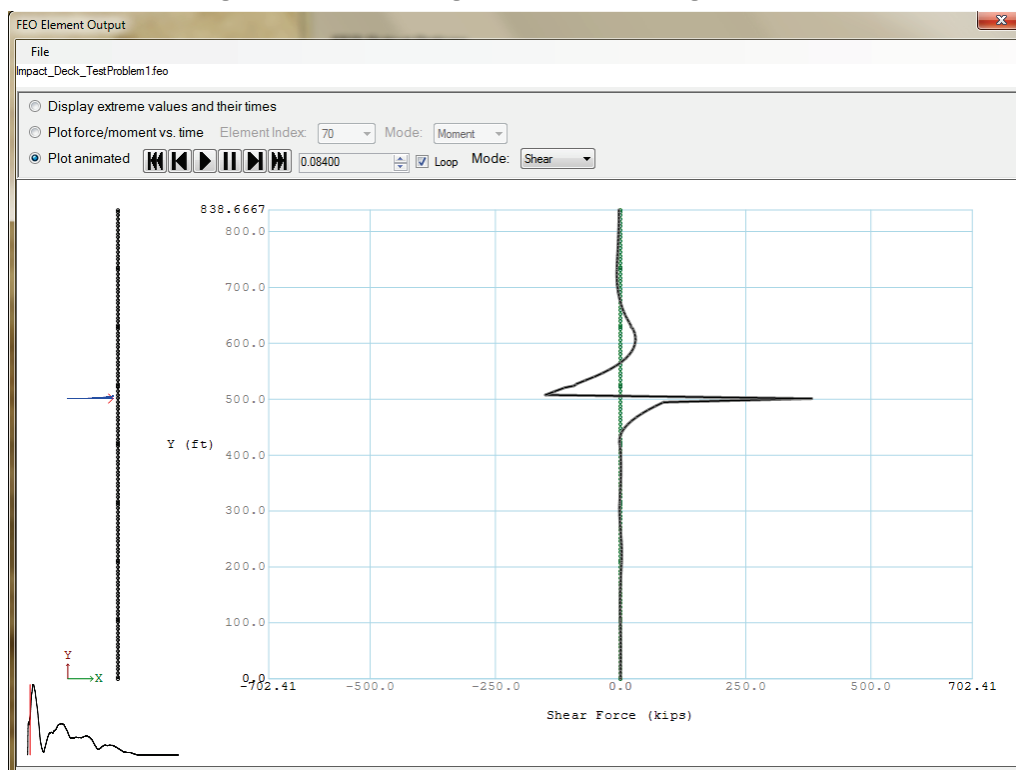 FEO Element Output
File
Impact_Deck_TestProblem1.feo
Display extreme values and their times
Plot force/moment vs. time Element Index: 70 Mode: Moment
Plot animated 0.08400 Loop Mode: Shear
838.6667
800.0
700.0
600.0
500.0
Y (ft)
400.0
300.0
200.0
100.0
Y
X
0.0
-702.41 -500.0 -250.0 0.0 250.0 500.0 702.41
Shear Force (kips)